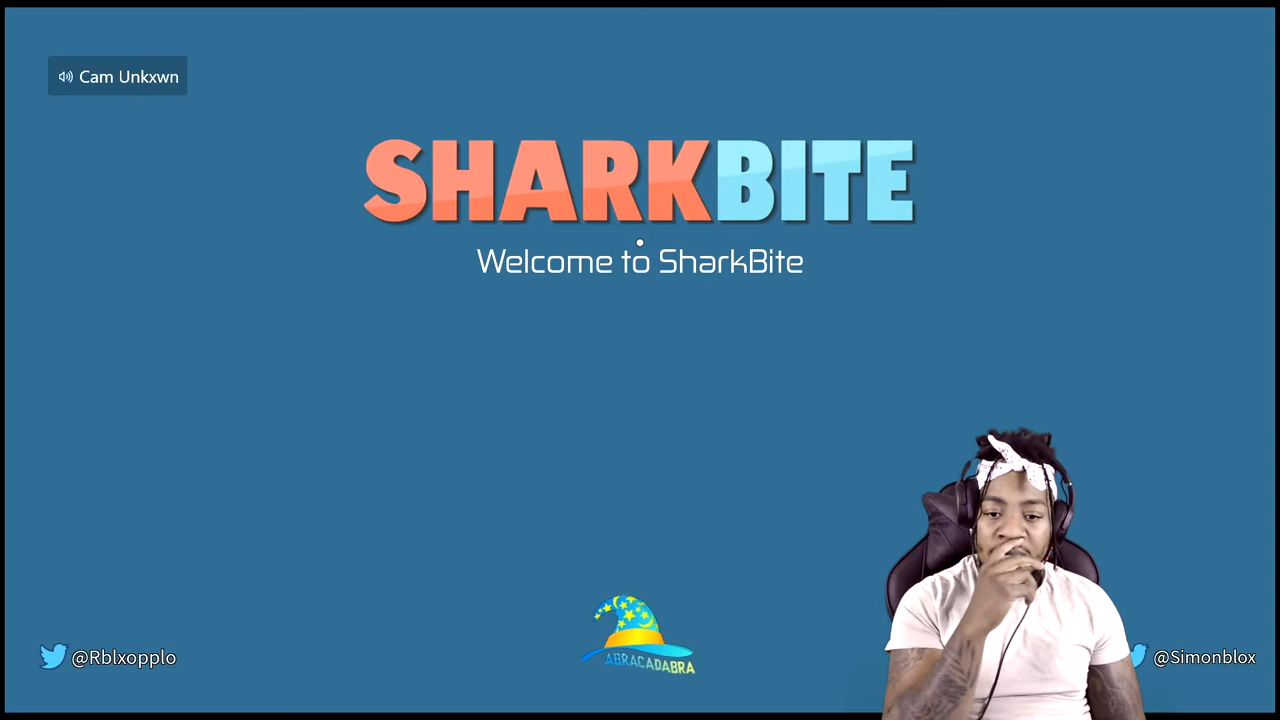 Cam Unkxwn
SHARKBITE
Welcome to SharkBite
ABRACADABRA
@Rblxopplo
@Simonblox